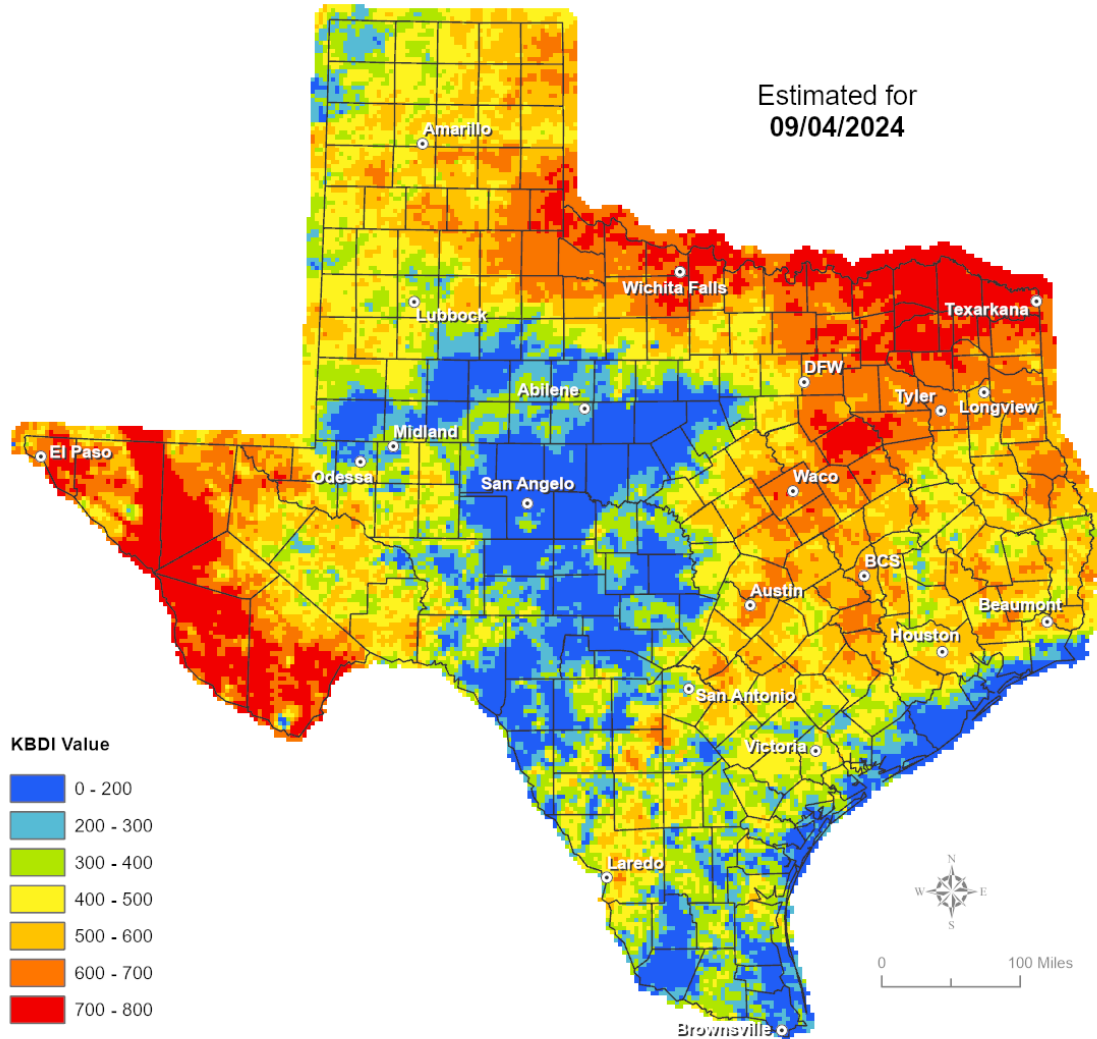 Estimated for
09/04/2024
Amarillo
Wichita Falls
Lubbock
Texarkana
DFW
Abilene
Tyler
Longview
Midland
El Paso
Odessa
San Angelo
Waco
BCS
Austin
Beaumont
Houston
San Antonio
Victoria
Laredo
Brownsville
KBDI Value
0 - 200
200 - 300
300 - 400
400 - 500
500 - 600
600 - 700
700 - 800
N
W E
S
0 100 Miles